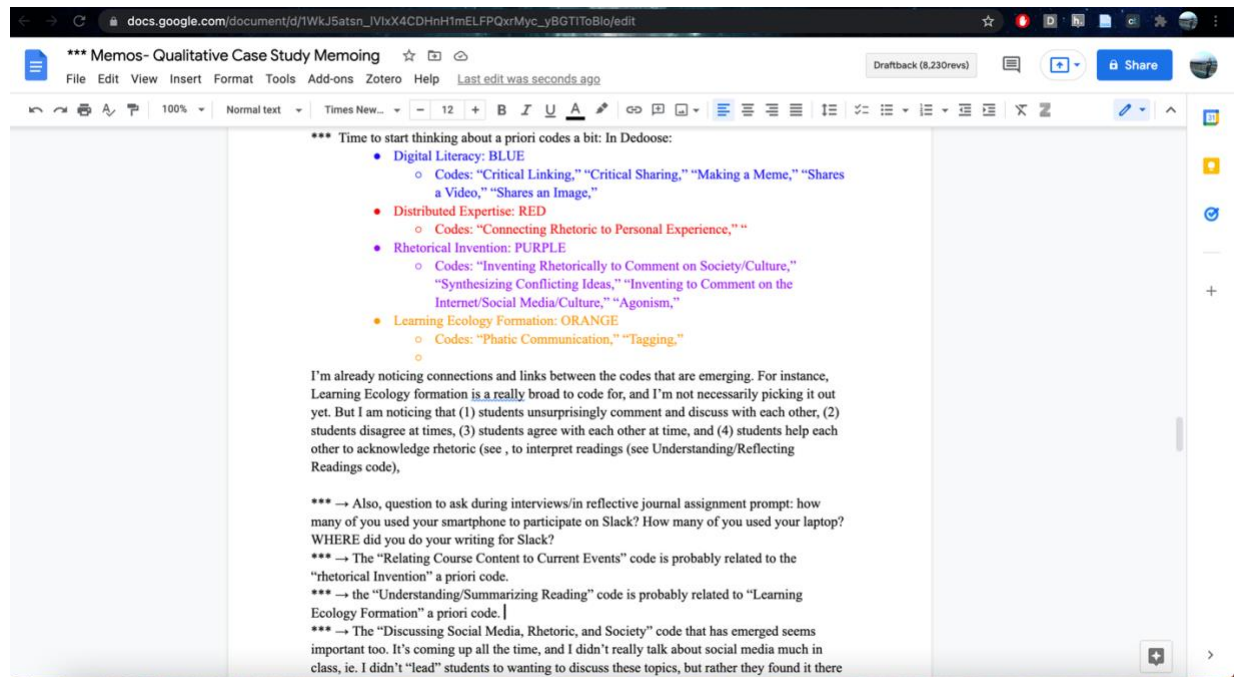 docs.google.com/document/d/1WkJ5atsn_lVIxX4CDHnH1mELFPQxrMyc_yBGTIToBlo/edit
*** Memos- Qualitative Case Study Memoing
File Edit View Insert Format Tools Add-ons Zotero Help Last edit was seconds ago
Draftback (8,230revs)
Share
100% Normal text Times New... − 12 + B I U A
*** Time to start thinking about a priori codes a bit: In Dedoose:
● Digital Literacy: BLUE
○ Codes: “Critical Linking,” “Critical Sharing,” “Making a Meme,” “Shares
a Video,” “Shares an Image,”
● Distributed Expertise: RED
○ Codes: “Connecting Rhetoric to Personal Experience,” “
● Rhetorical Invention: PURPLE
○ Codes: “Inventing Rhetorically to Comment on Society/Culture,”
“Synthesizing Conflicting Ideas,” “Inventing to Comment on the
Internet/Social Media/Culture,” “Agonism,”
● Learning Ecology Formation: ORANGE
○ Codes: “Phatic Communication,” “Tagging,”
○
I’m already noticing connections and links between the codes that are emerging. For instance,
Learning Ecology formation is a really broad to code for, and I’m not necessarily picking it out
yet. But I am noticing that (1) students unsurprisingly comment and discuss with each other, (2)
students disagree at times, (3) students agree with each other at time, and (4) students help each
other to acknowledge rhetoric (see , to interpret readings (see Understanding/Reflecting
Readings code),
*** → Also, question to ask during interviews/in reflective journal assignment prompt: how
many of you used your smartphone to participate on Slack? How many of you used your laptop?
WHERE did you do your writing for Slack?
*** → The “Relating Course Content to Current Events” code is probably related to the
“rhetorical Invention” a priori code.
*** → the “Understanding/Summarizing Reading” code is probably related to “Learning
Ecology Formation” a priori code.
*** → The “Discussing Social Media, Rhetoric, and Society” code that has emerged seems
important too. It’s coming up all the time, and I didn’t really talk about social media much in
class, ie. I didn’t “lead” students to wanting to discuss these topics, but rather they found it there